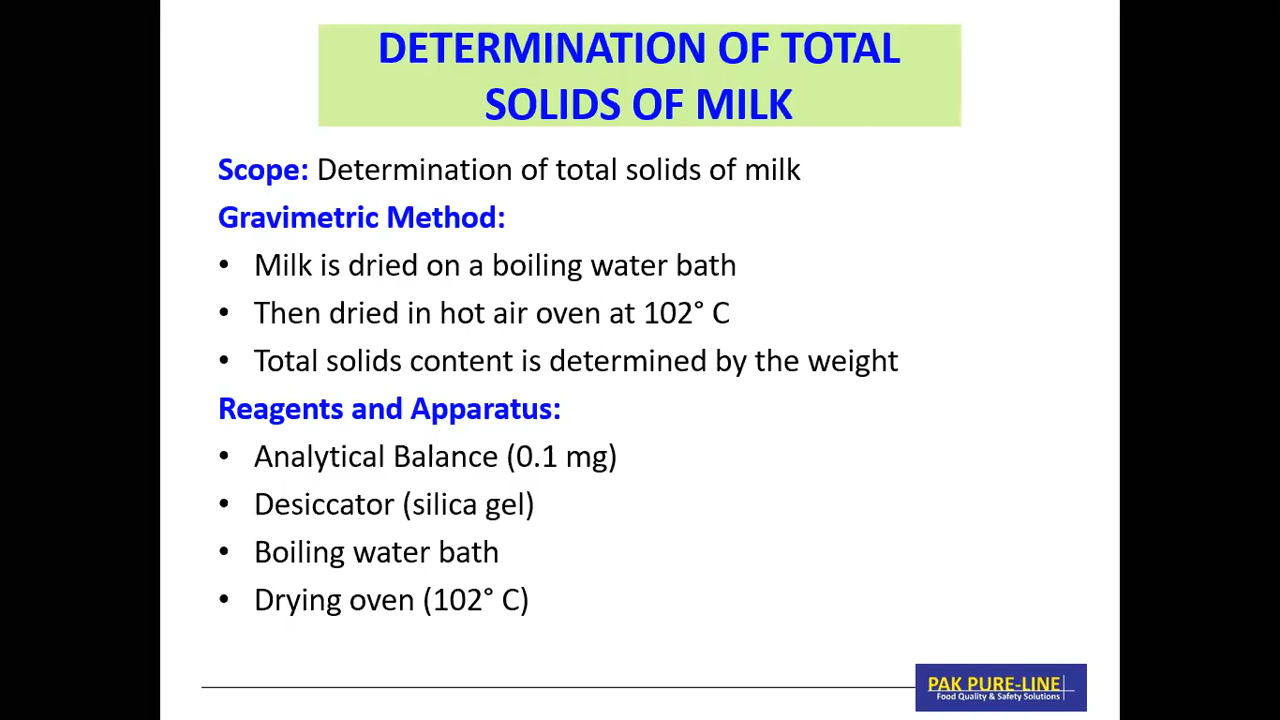 DETERMINATION OF TOTAL
SOLIDS OF MILK
Scope: Determination of total solids of milk
Gravimetric Method:
• Milk is dried on a boiling water bath
• Then dried in hot air oven at 102° C
• Total solids content is determined by the weight
Reagents and Apparatus:
• Analytical Balance (0.1 mg)
• Desiccator (silica gel)
• Boiling water bath
• Drying oven (102° C)
PAK PURE-LINE
Food Quality & Safety Solutions